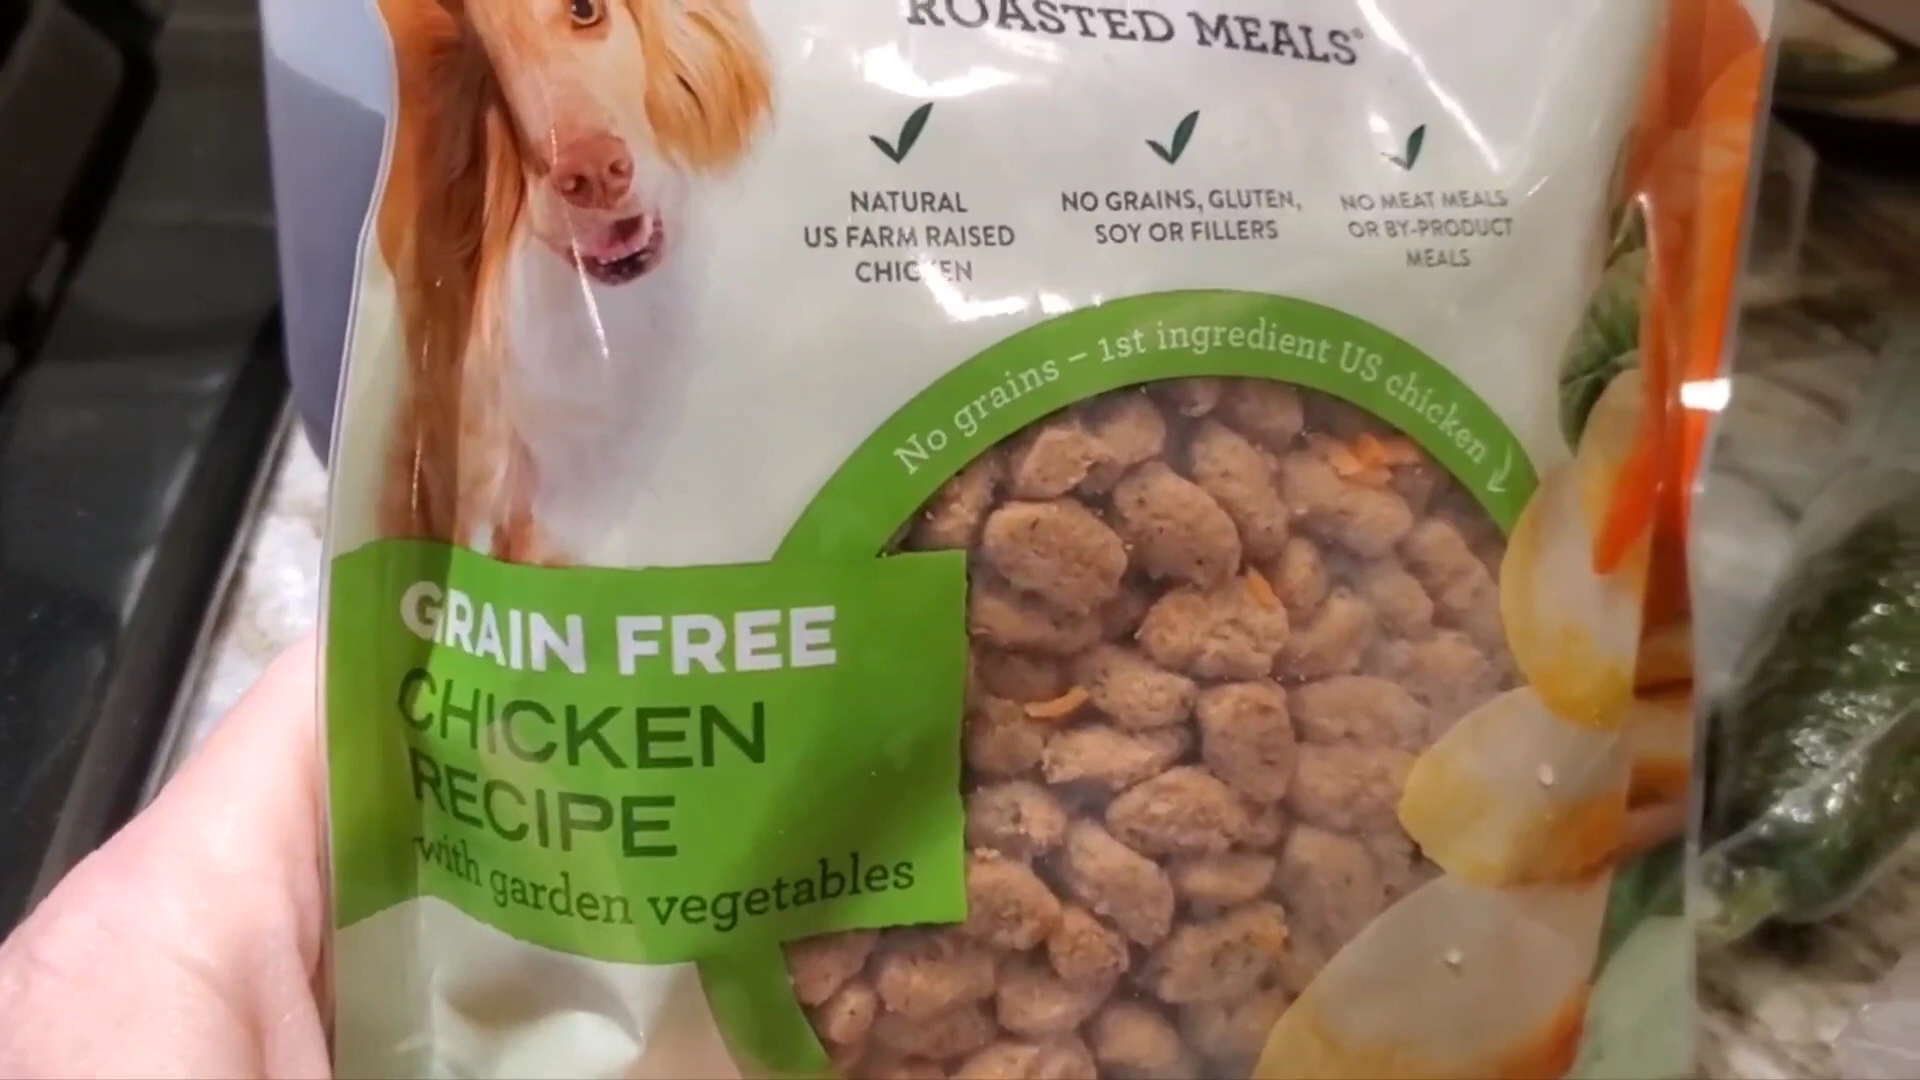 ROASTED MEALS®
NATURAL
US FARM RAISED
CHICKEN
NO GRAINS, GLUTEN,
SOY OR FILLERS
NO MEAT MEALS
OR BY-PRODUCT
MEALS
No grains – 1st ingredient US chicken
GRAIN FREE
CHICKEN
RECIPE
with garden vegetables